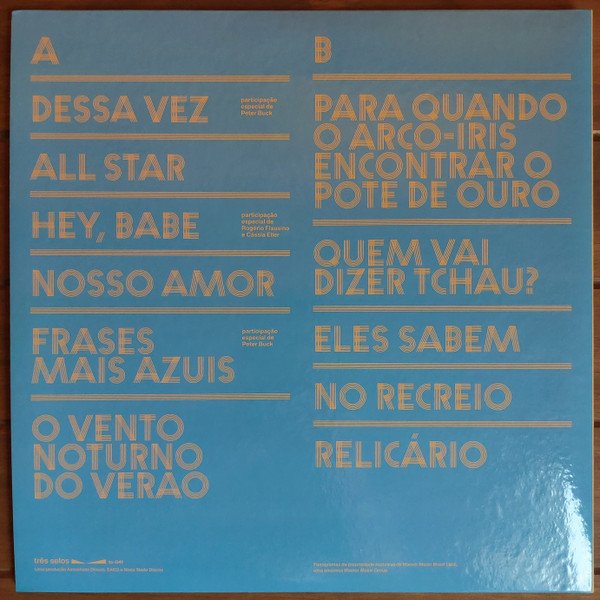 A
DESSA VEZ
participação
especial de
Peter Buck
ALL STAR
HEY, BABE
participação
especial de
Rogério Flausino
e Cássia Eller
NOSSO AMOR
FRASES
MAIS AZUIS
participação
especial de
Peter Buck
O VENTO
NOTURNO
DO VERÃO
B
PARA QUANDO
O ARCO-ÍRIS
ENCONTRAR O
POTE DE OURO
QUEM VAI
DIZER TCHAU?
ELES SABEM
NO RECREIO
RELICÁRIO
três selos